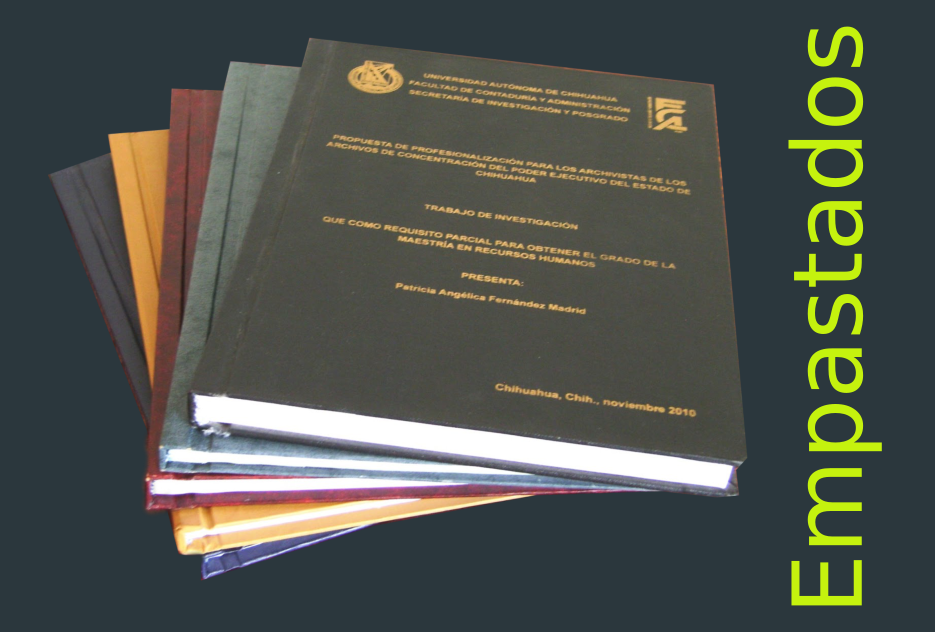 UNIVERSIDAD AUTÓNOMA DE CHIHUAHUA
FACULTAD DE CONTADURÍA Y ADMINISTRACIÓN
SECRETARÍA DE INVESTIGACIÓN Y POSGRADO
FCA
PROPUESTA DE PROFESIONALIZACIÓN PARA LOS ARCHIVISTAS DE LOS
ARCHIVOS DE CONCENTRACIÓN DEL PODER EJECUTIVO DEL ESTADO DE
CHIHUAHUA
TRABAJO DE INVESTIGACIÓN
QUE COMO REQUISITO PARCIAL PARA OBTENER EL GRADO DE LA
MAESTRÍA EN RECURSOS HUMANOS
PRESENTA:
Patricia Angélica Fernández Madrid
Chihuahua, Chih., noviembre 2010
Empastados